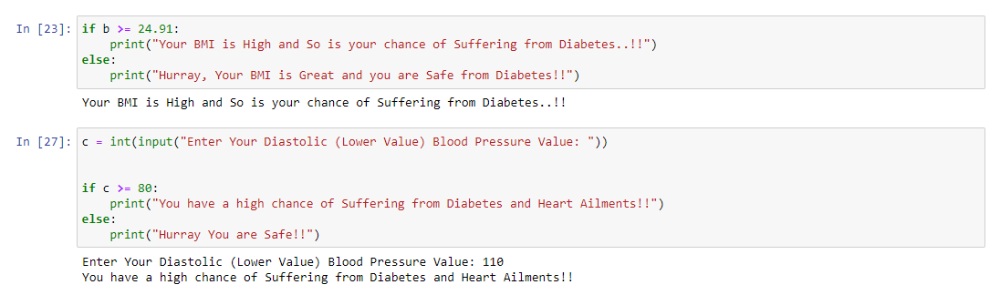 In [23]: if b >= 24.91:
    print("Your BMI is High and So is your chance of Suffering from Diabetes..!!")
else:
    print("Hurray, Your BMI is Great and you are Safe from Diabetes!!")
Your BMI is High and So is your chance of Suffering from Diabetes..!!
In [27]: c = int(input("Enter Your Diastolic (Lower Value) Blood Pressure Value: "))
if c >= 80:
    print("You have a high chance of Suffering from Diabetes and Heart Ailments!!")
else:
    print("Hurray You are Safe!!")
Enter Your Diastolic (Lower Value) Blood Pressure Value: 110
You have a high chance of Suffering from Diabetes and Heart Ailments!!